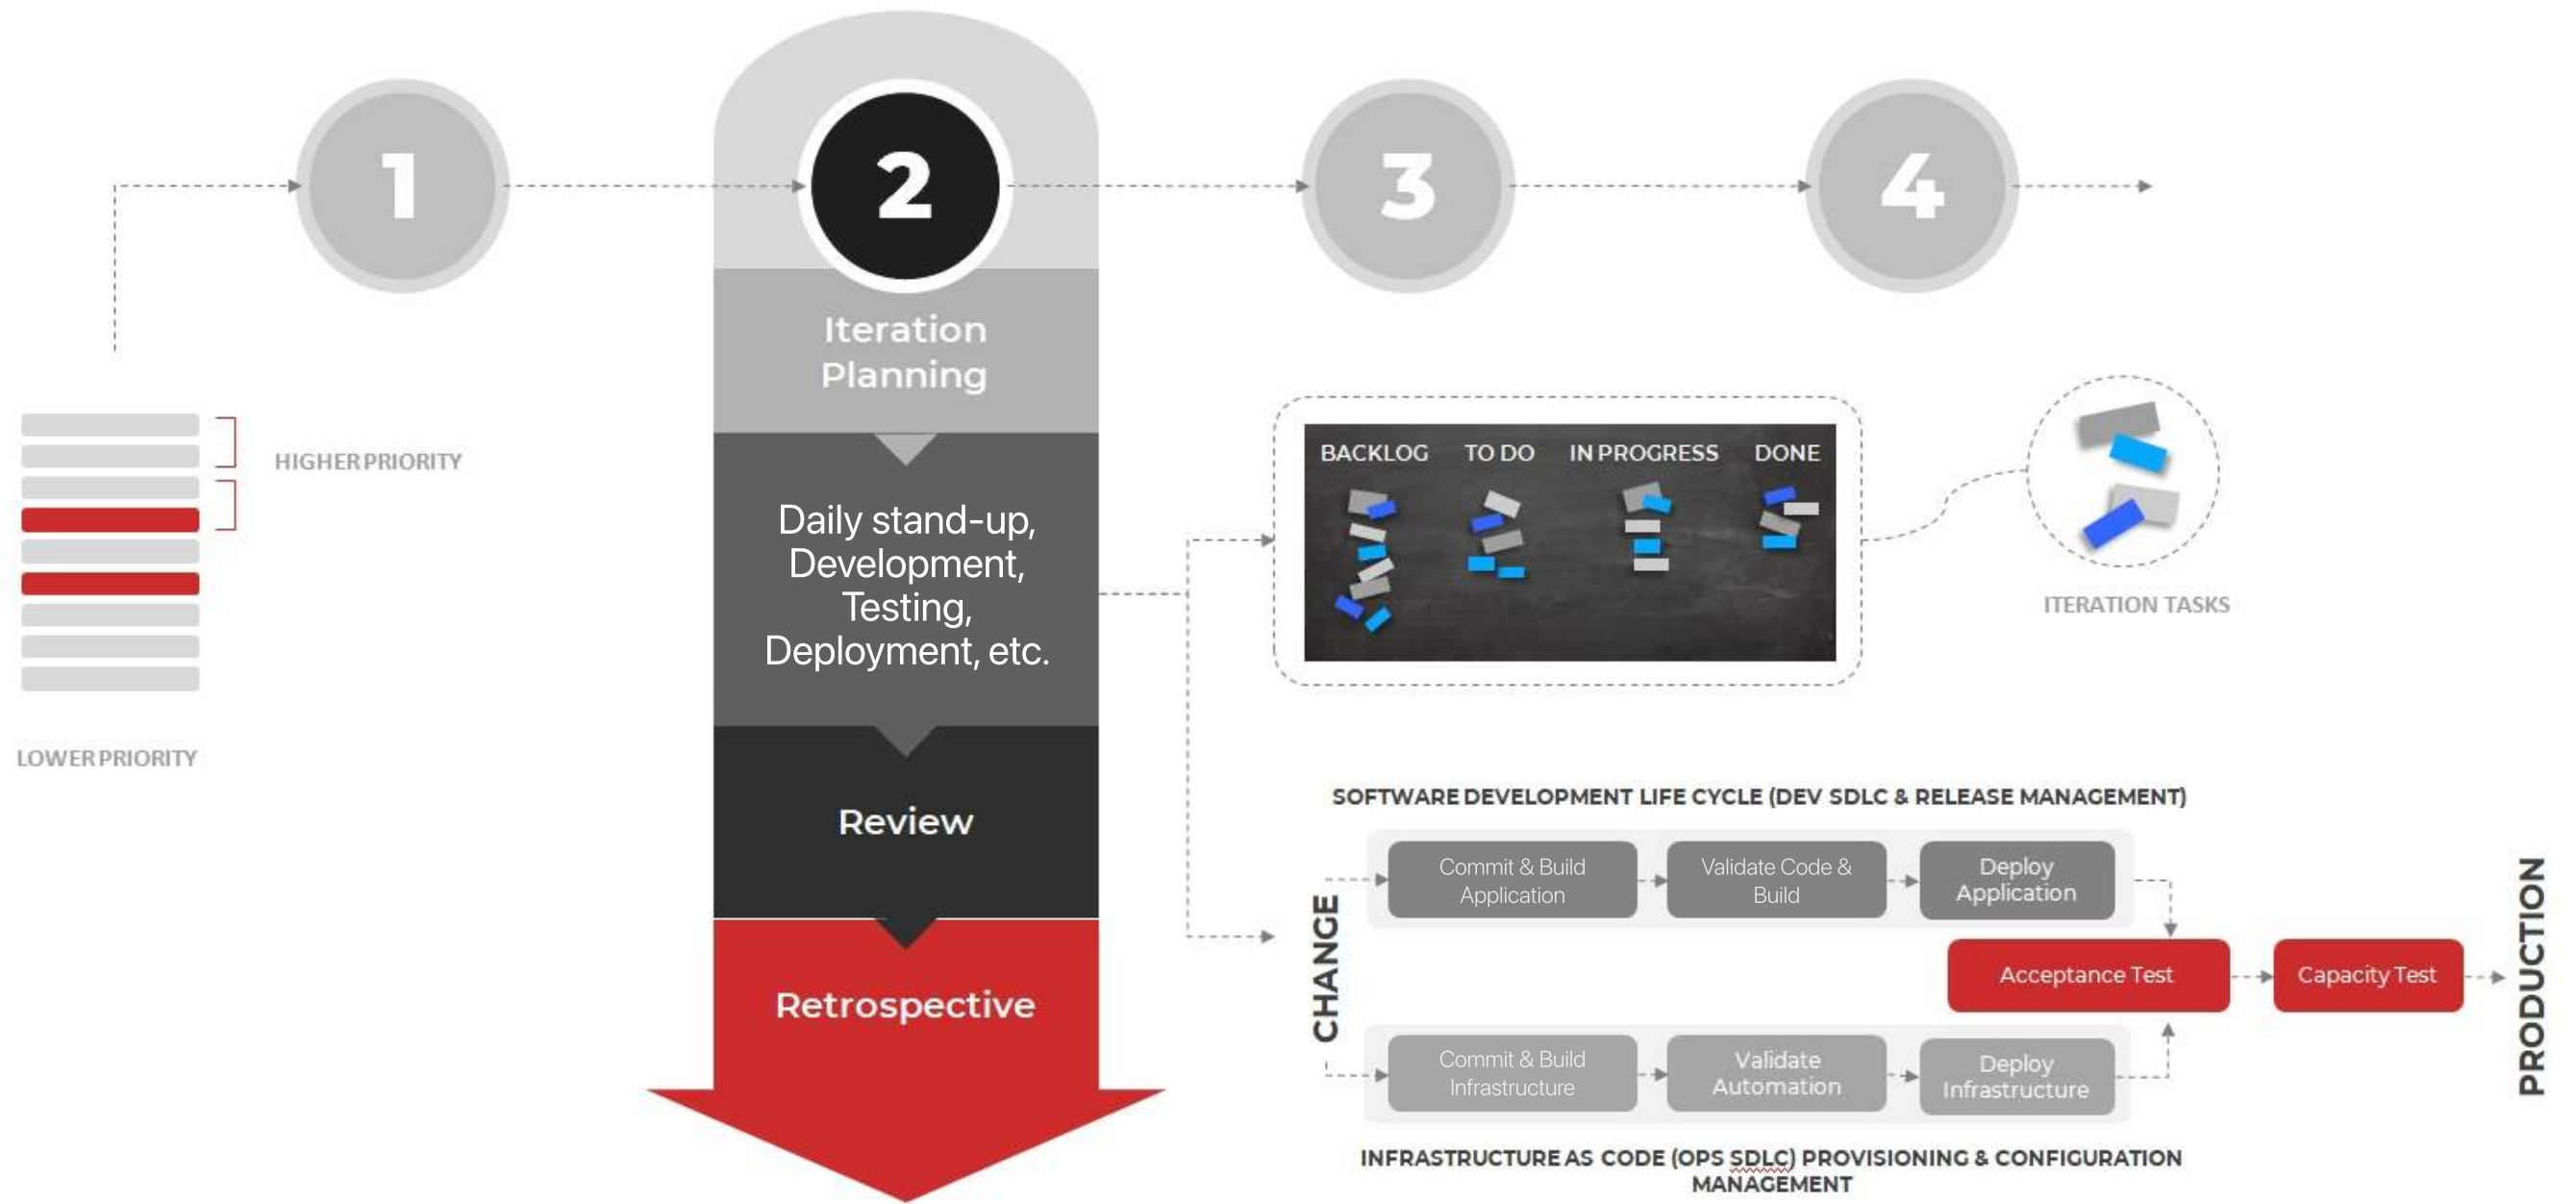 1
2
3
4
Iteration
Planning
Daily stand-up,
Development,
Testing,
Deployment, etc.
Review
Retrospective
HIGHER PRIORITY
LOWER PRIORITY
BACKLOG
TO DO
IN PROGRESS
DONE
ITERATION TASKS
SOFTWARE DEVELOPMENT LIFE CYCLE (DEV SDLC & RELEASE MANAGEMENT)
CHANGE
Commit & Build
Application
Validate Code &
Build
Deploy
Application
Acceptance Test
Capacity Test
PRODUCTION
Commit & Build
Infrastructure
Validate
Automation
Deploy
Infrastructure
INFRASTRUCTURE AS CODE (OPS SDLC) PROVISIONING & CONFIGURATION
MANAGEMENT